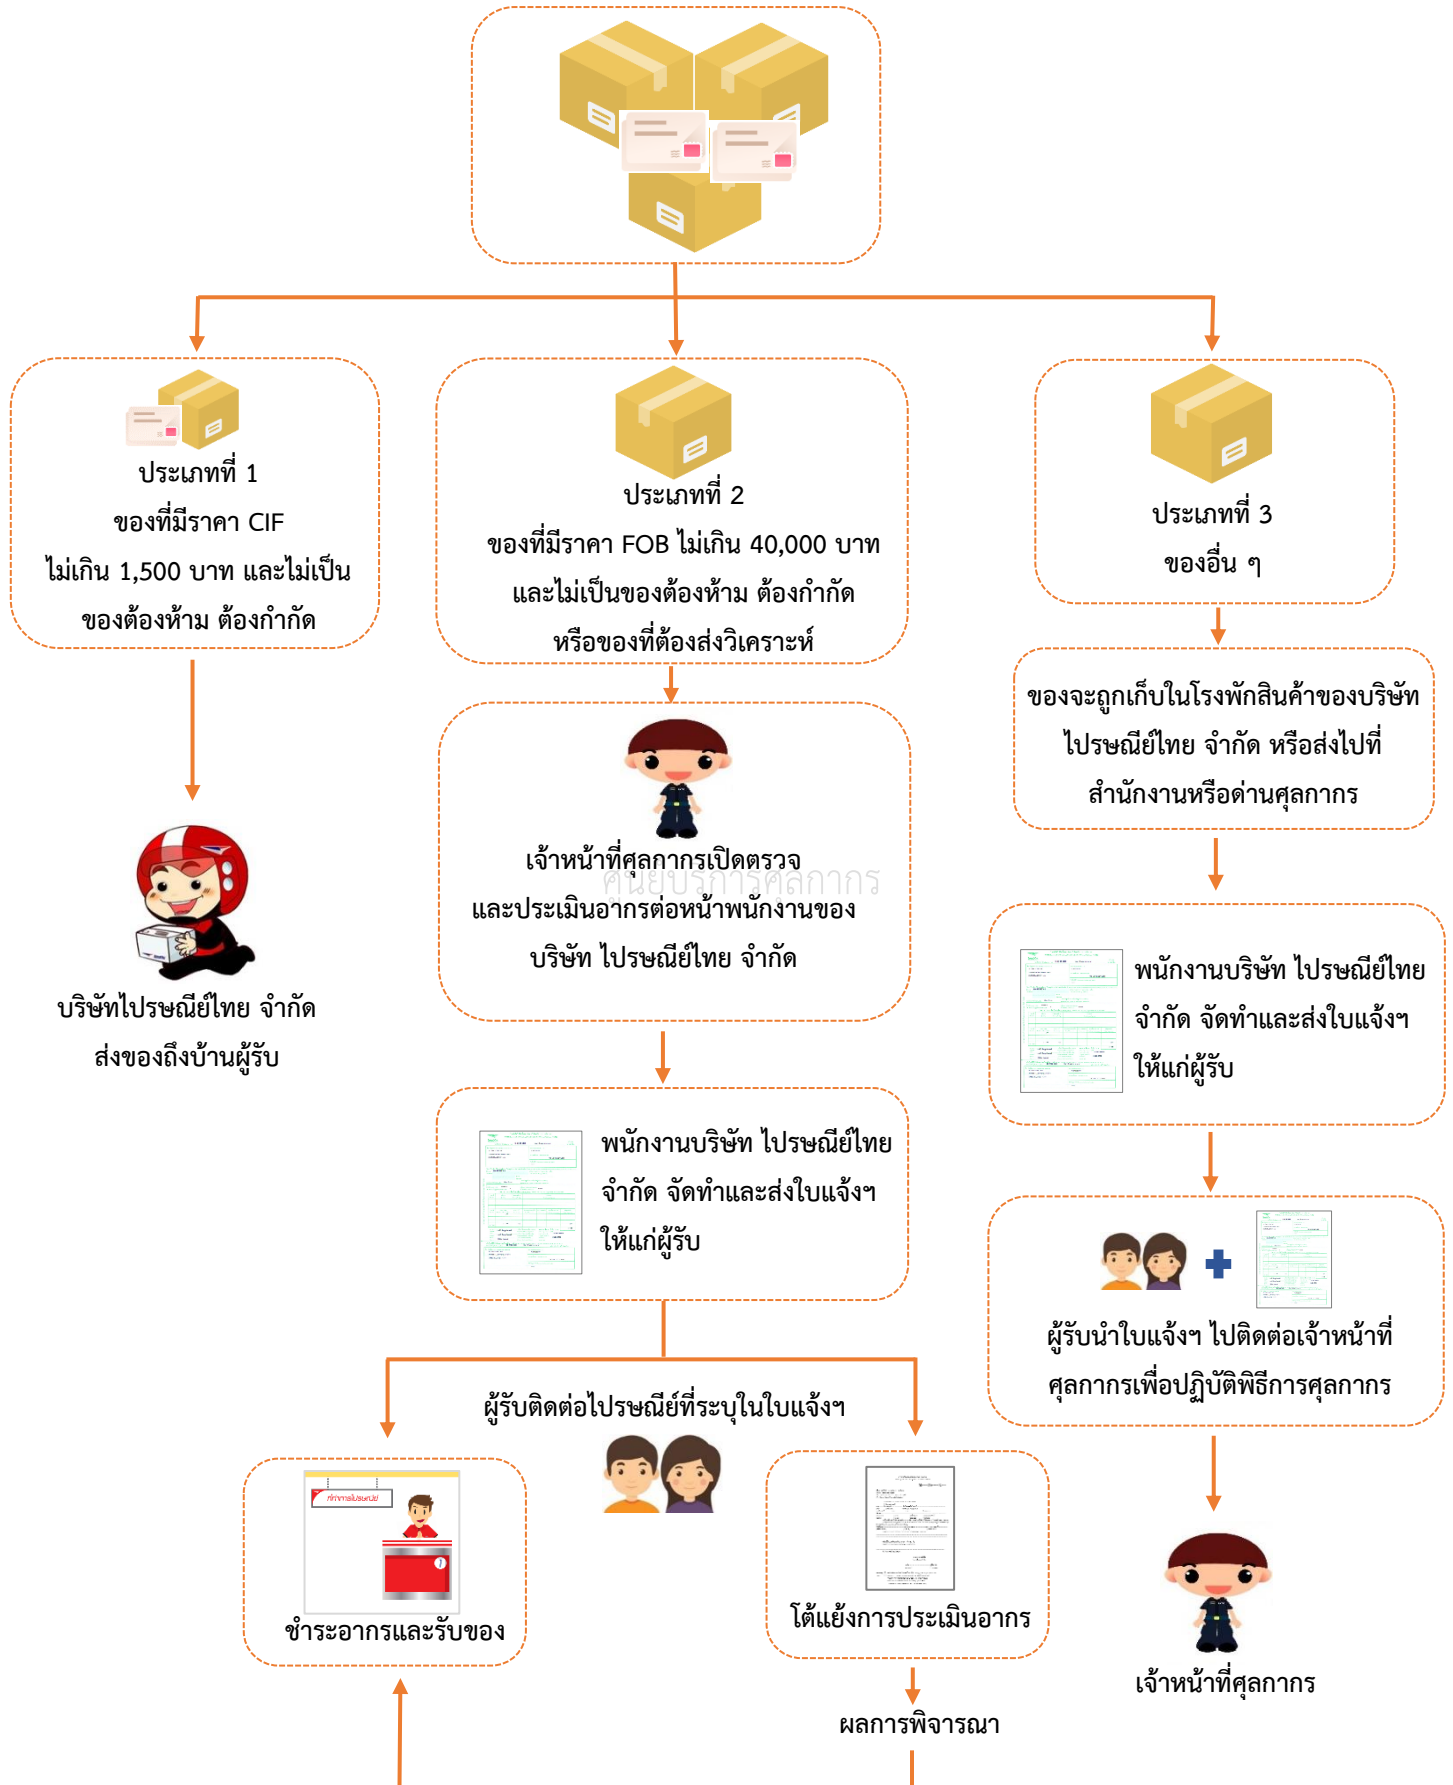 ประเภทที่ 1
ของที่มีราคา CIF
ไม่เกิน 1,500 บาท และไม่เป็น
ของต้องห้าม ต้องกำกัด
บริษัทไปรษณีย์ไทย จำกัด
ส่งของถึงบ้านผู้รับ
ประเภทที่ 2
ของที่มีราคา FOB ไม่เกิน 40,000 บาท
และไม่เป็นของต้องห้าม ต้องกำกัด
หรือของที่ต้องส่งวิเคราะห์
เจ้าหน้าที่ศุลกากรเปิดตรวจ
ศูนย์บริการศุลกากร
และประเมินอากรต่อหน้าพนักงานของ
บริษัท ไปรษณีย์ไทย จำกัด
พนักงานบริษัท ไปรษณีย์ไทย
จำกัด จัดทำและส่งใบแจ้งฯ
ให้แก่ผู้รับ
ผู้รับติดต่อไปรษณีย์ที่ระบุในใบแจ้งฯ
ที่ทำการไปรษณีย์
ชำระอากรและรับของ
โต้แย้งการประเมินอากร
ผลการพิจารณา
ประเภทที่ 3
ของอื่น ๆ
ของจะถูกเก็บในโรงพักสินค้าของบริษัท
ไปรษณีย์ไทย จำกัด หรือส่งไปที่
สำนักงานหรือด่านศุลกากร
พนักงานบริษัท ไปรษณีย์ไทย
จำกัด จัดทำและส่งใบแจ้งฯ
ให้แก่ผู้รับ
ผู้รับนำใบแจ้งฯ ไปติดต่อเจ้าหน้าที่
ศุลกากรเพื่อปฏิบัติพิธีการศุลกากร
เจ้าหน้าที่ศุลกากร